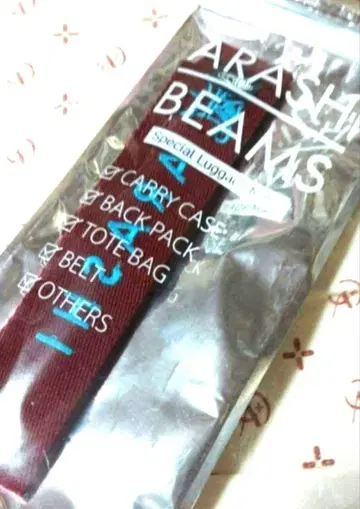 ARASHI
BEAMS
Special Luggage
CARRY CASE
BACK PACK
TOTE BAG
BELT
OTHERS